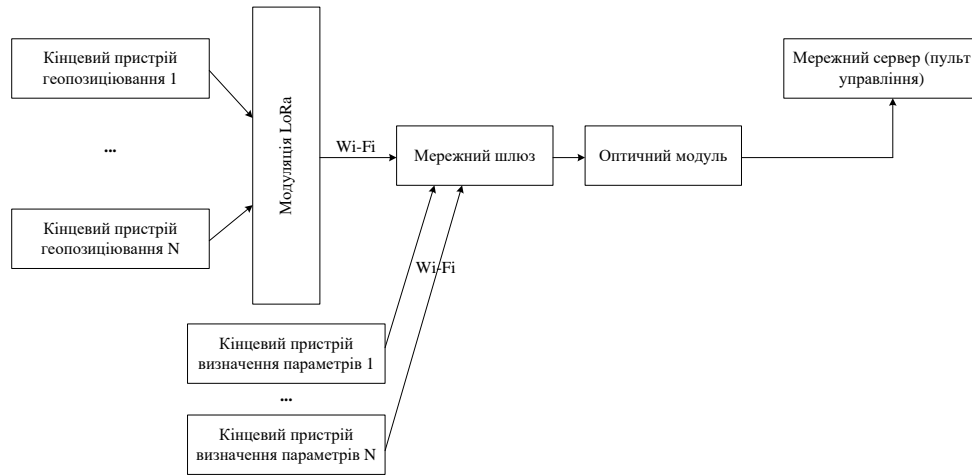 Кінцевий пристрій
геопозиціювання 1
...
Кінцевий пристрій
геопозиціювання N
Модуляція LoRa
Wi-Fi
Мережний шлюз
Оптичний модуль
Мережний сервер (пульт
управління)
Wi-Fi
Кінцевий пристрій
визначення параметрів 1
...
Кінцевий пристрій
визначення параметрів N